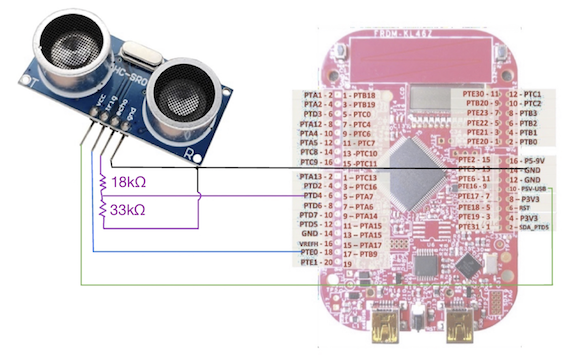 FRDM-KL46Z
HC-SR0
T
R
Vcc
Trig
echo
Gnd
18kΩ
33kΩ
PTA1 - 2 1 - PTB18
PTA2 - 4 3 - PTB19
PTD3 - 6 5 - PTC0
PTA12 - 8 7 - PTC4
PTA4 - 10 9 - PTC6
PTA5 - 12 11 - PTC7
PTC8 - 14 13 - PTC10
PTC9 - 16 15 - PTC11
PTA13 - 2 1 - PTC13
PTD2 - 4 3 - PTC16
PTD4 - 6 5 - PTA7
PTD6 - 8 7 - PTA6
PTD7 - 10 9 - PTA14
PTD5 - 12 11 - PTA15
GND - 14 13 - PTA15
VREFH - 16 15 - PTA17
PTE0 - 18 17 - PTB9
PTE1 - 20 19
PTE30 - 11 12 - PTC1
PTB20 - 9 10 - PTC2
PTE23 - 7 8 - PTB3
PTE22 - 5 6 - PTB2
PTE21 - 3 4 - PTB1
PTE20 - 1 2 - PTB0
PTE2 - 15 16 - P5-9V
PTE3 - 13 14 - GND
PTE6 - 11 12 - GND
PTE16 - 9 10 - P5V-USB
PTE17 - 7 8 - P3V3
PTE18 - 5 6 - RST
PTE19 - 3 4 - P3V3
PTE31 - 1 2 - SDA_PTD5